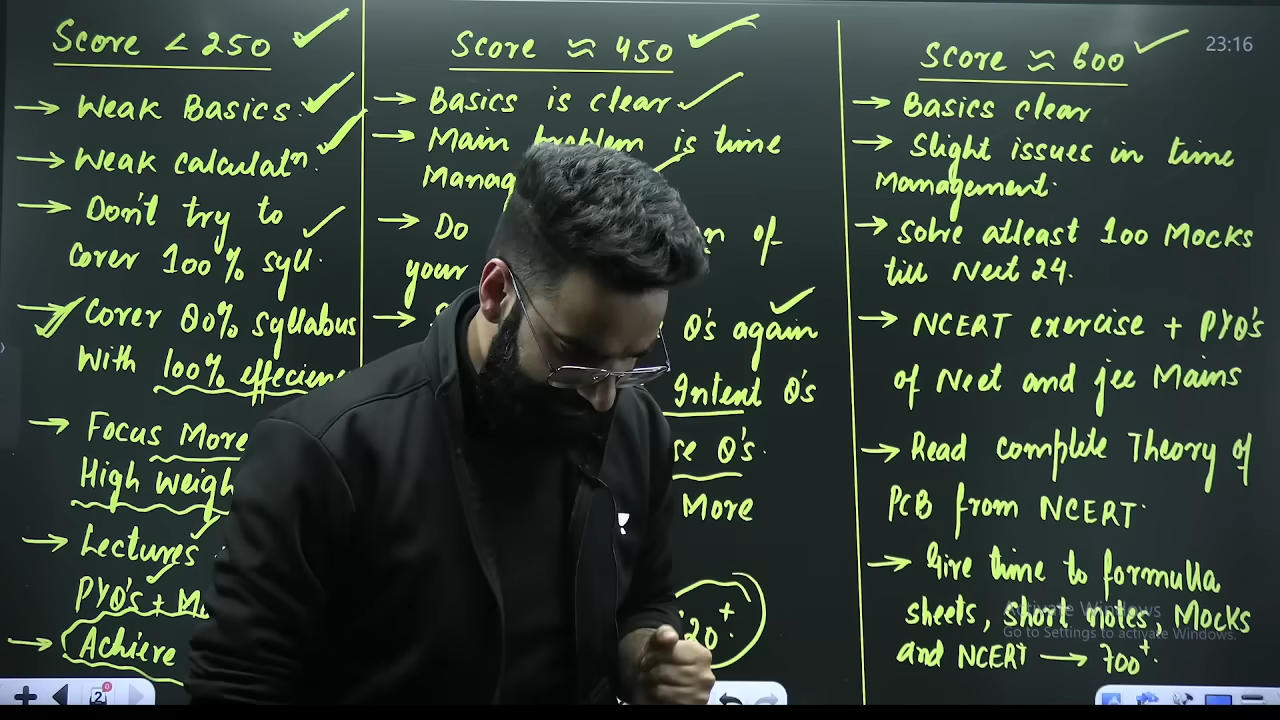 Score < 250
→ Weak Basics.
→ Weak calculatⁿ.
→ Don't try to
Cover 100% syll.
→ Cover 80% syllabus
With 100% efficienc
→ Focus More
High Weigh
→ Lectures
PYQ's + M
→ Achieve
Score ≈ 450
→ Basics is clear
→ Main problem is time
Manag
→ Do n of
your
→ Q's again
Intent Q's
se Q's.
More
20⁺.
23:16
Score ≈ 600
→ Basics clear
→ Slight issues in time
Management.
→ Solve atleast 100 Mocks
till Neet 24.
→ NCERT exercise + PYQ's
of Neet and jee Mains
→ Read complete Theory of
PCB from NCERT.
→ Give time to formulla
sheets, short notes, Mocks
and NCERT → 700⁺.
Activate Windows
Go to Settings to activate Windows.
2
0